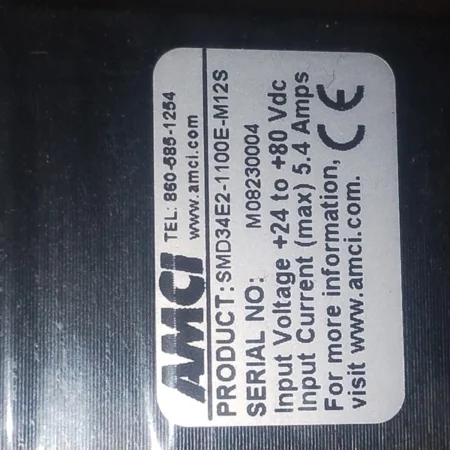 AMCI
TEL: 860-585-1254
www.amci.com
PRODUCT: SMD34E2-1100E-M12S
SERIAL NO: M08230004
Input Voltage +24 to +80 Vdc
Input Current (max) 5.4 Amps
For more information,
visit www.amci.com.
CE